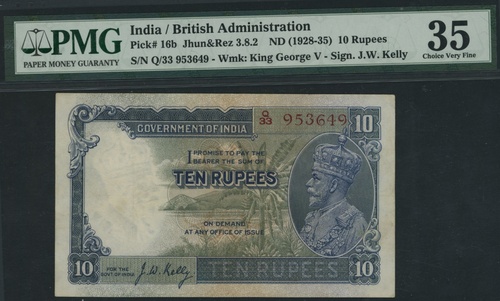 PMG
PAPER MONEY GUARANTY
India / British Administration
Pick# 16b Jhun&Rez 3.8.2 ND (1928-35) 10 Rupees
S/N Q/33 953649 - Wmk: King George V - Sign. J.W. Kelly
35
Choice Very Fine
10
GOVERNMENT OF INDIA
Q/33 953649
10
I PROMISE TO PAY THE
BEARER THE SUM OF
TEN RUPEES
ON DEMAND
AT ANY OFFICE OF ISSUE
10
FOR THE
GOVT. OF INDIA
J.W. Kelly
TEN RUPEES
10